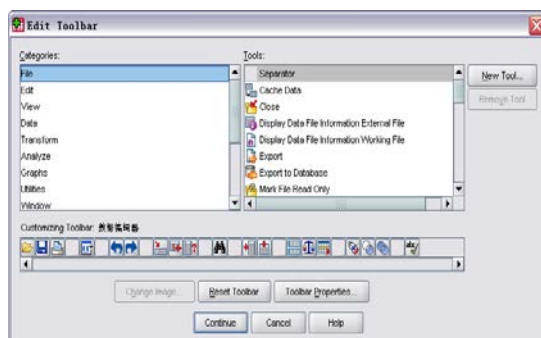 Edit Toolbar
Categories:
Tools:
File
Edit
View
Data
Transform
Analyze
Graphs
Utilities
Window
Separator
Cache Data
Close
Display Data File Information External File
Display Data File Information Working File
Export
Export to Database
Mark File Read Only
New Tool...
Remove Tool
Customizing Toolbar: 数据编辑器
Change Image...
Reset Toolbar
Toolbar Properties...
Continue
Cancel
Help